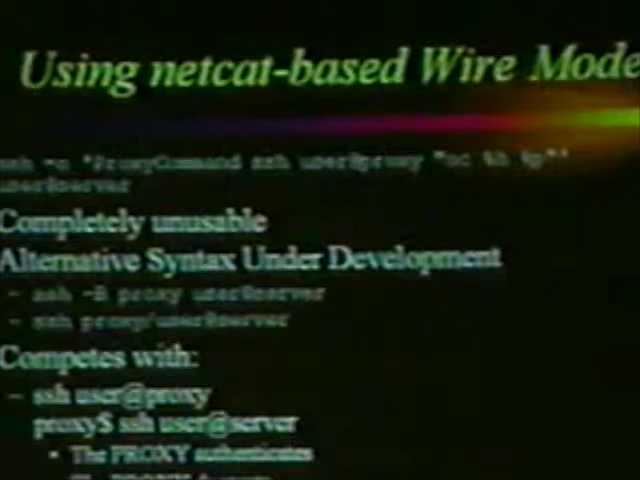 Using netcat-based Wire Mode
ssh -o "ProxyCommand ssh user@proxy "nc %h %p"'
user@server
Completely unusable
Alternative Syntax Under Development
- ssh -B proxy user@server
- ssh proxy/user@server
Competes with:
- ssh user@proxy
proxy$ ssh user@server
• The PROXY authenticates